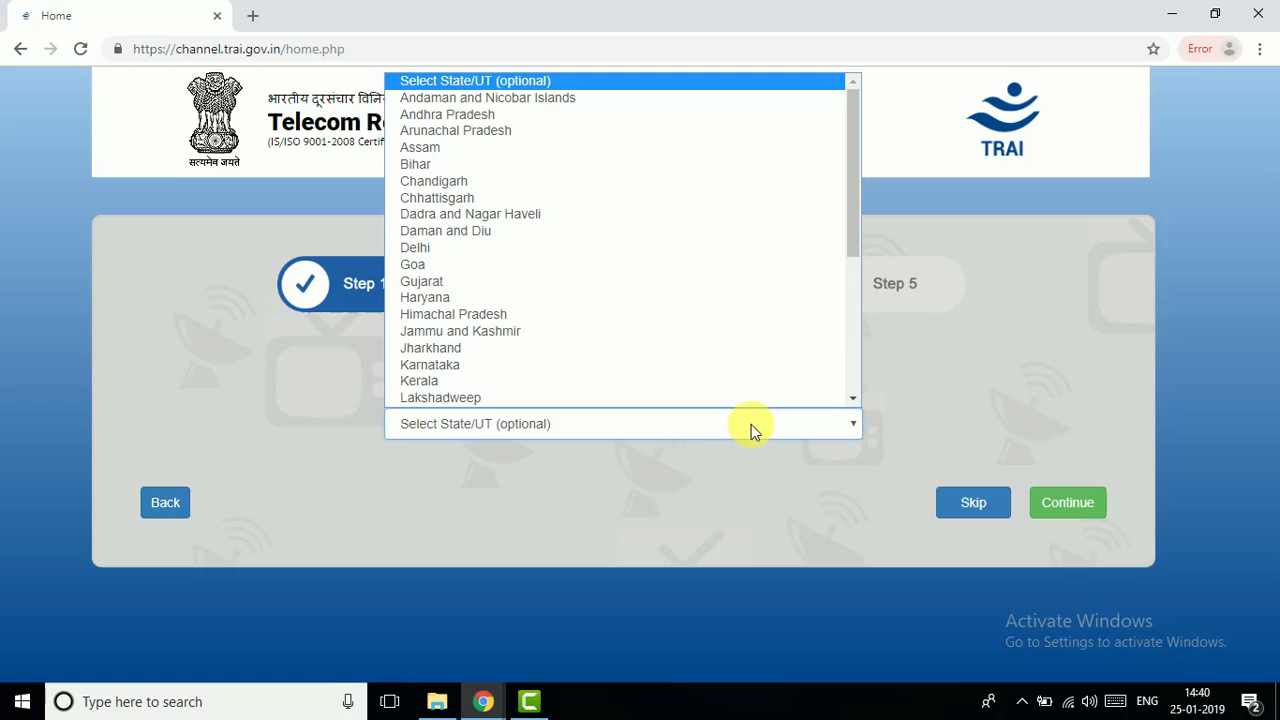 Home
https://channel.trai.gov.in/home.php
Error
भारतीय दूरसंचार विनि
Telecom R
(IS/ISO 9001-2008 Certif
सत्यमेव जयते
TRAI
Select State/UT (optional)
Andaman and Nicobar Islands
Andhra Pradesh
Arunachal Pradesh
Assam
Bihar
Chandigarh
Chhattisgarh
Dadra and Nagar Haveli
Daman and Diu
Delhi
Goa
Gujarat
Haryana
Himachal Pradesh
Jammu and Kashmir
Jharkhand
Karnataka
Kerala
Lakshadweep
Select State/UT (optional)
Step 1
Step 5
Back
Skip
Continue
Activate Windows
Go to Settings to activate Windows.
Type here to search
ENG
14:40
25-01-2019
2